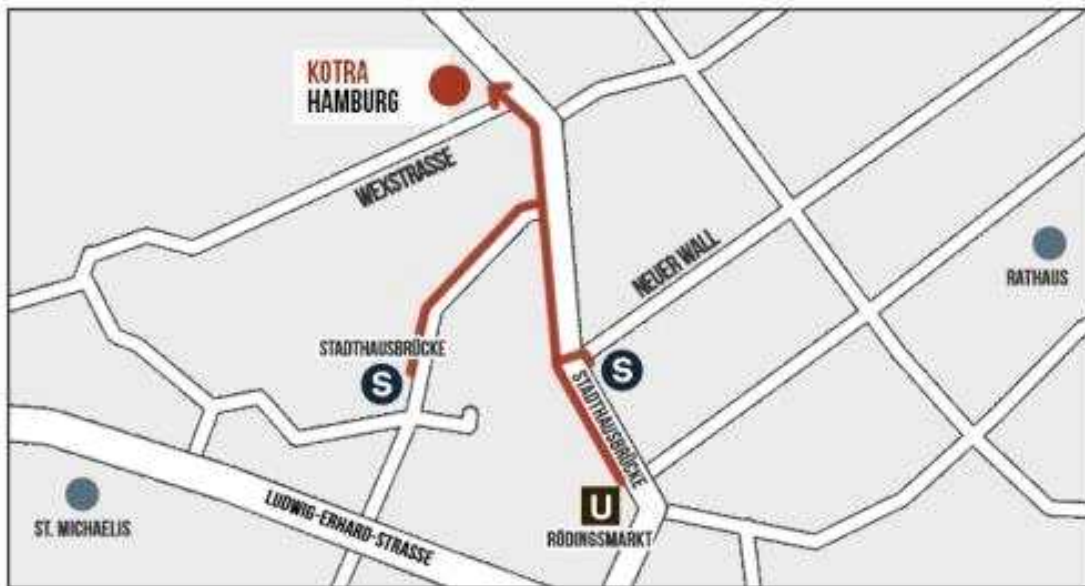 KOTRA
HAMBURG
WEXSTRASSE
NEUER WALL
RATHAUS
STADTHAUSBRÜCKE
S
S
STADTHAUSBRÜCKE
U
RÖDINGSMARKT
ST. MICHAELIS
LUDWIG-ERHARD-STRASSE